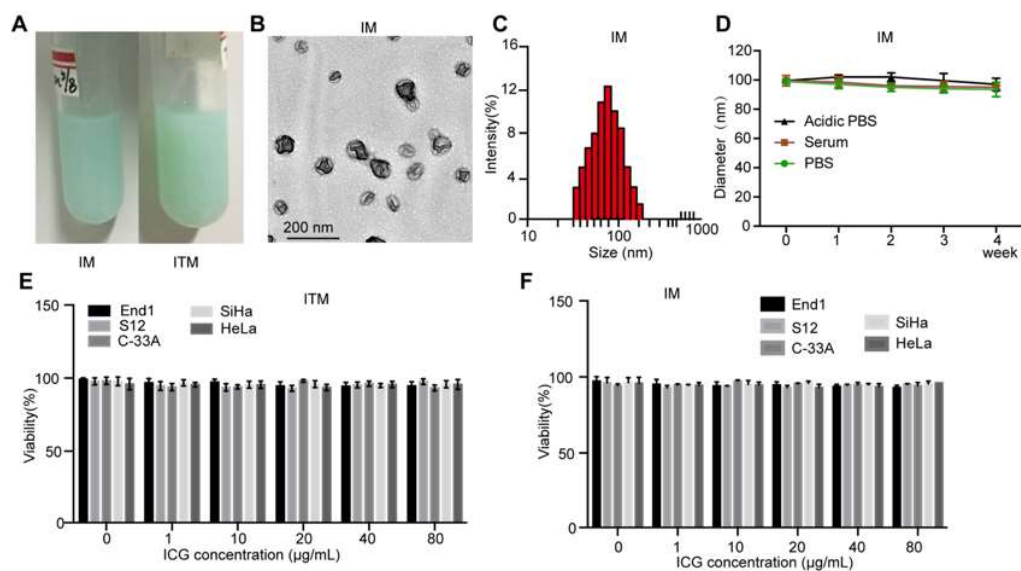 A
IM
ITM
B
IM
200 nm
C
IM
Intensity(%)
16
12
8
4
0
10
100
1000
Size (nm)
D
IM
Diameter (nm)
120
100
80
60
40
20
0
Acidic PBS
Serum
PBS
0 1 2 3 4
week
E
ITM
End1
S12
C-33A
SiHa
HeLa
Viability(%)
150
100
50
0
0 1 10 20 40 80
ICG concentration (μg/mL)
F
IM
End1
S12
C-33A
SiHa
HeLa
Viability(%)
150
100
50
0
0 1 10 20 40 80
ICG concentration (μg/mL)